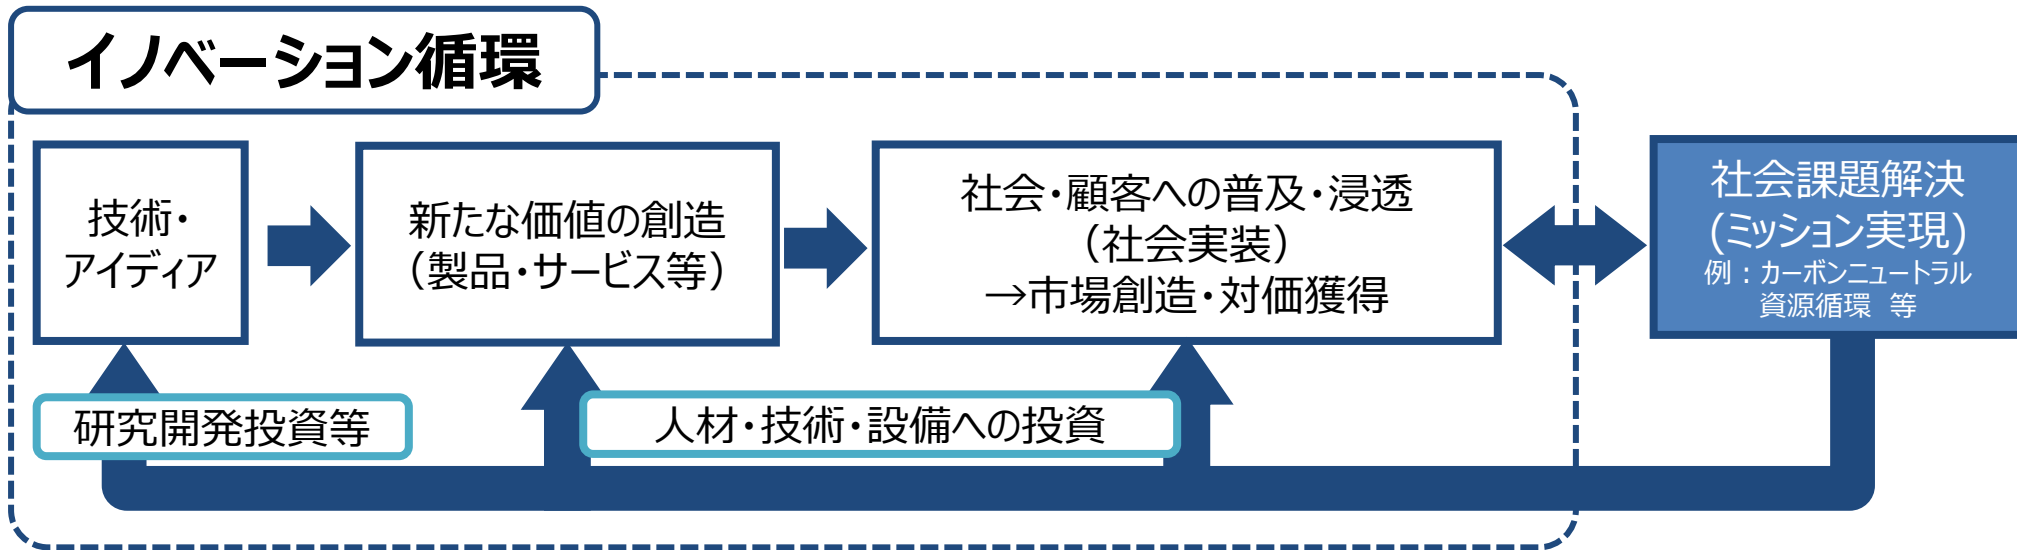 イノベーション循環
技術・
アイディア
新たな価値の創造
（製品・サービス等）
社会・顧客への普及・浸透
（社会実装）
→市場創造・対価獲得
社会課題解決
(ミッション実現)
例：カーボンニュートラル
資源循環　等
研究開発投資等
人材・技術・設備への投資